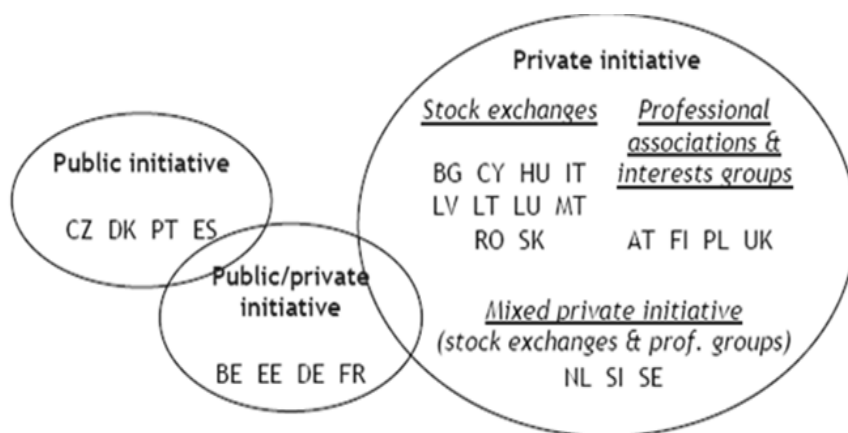 Public initiative
CZ DK PT ES
Public/private
initiative
BE EE DE FR
Private initiative
Stock exchanges
BG CY HU IT
LV LT LU MT
RO SK
Professional
associations &
interests groups
AT FI PL UK
Mixed private initiative
(stock exchanges & prof. groups)
NL SI SE